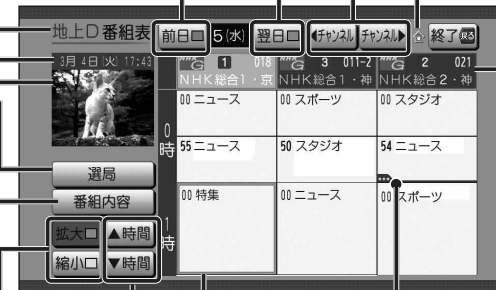 地上D番組表 前日 5(水) 翌日 ◀チャンネル チャンネル▶ 終了 戻る
3月 4日(火) 17:43
NHK G 1 018 NHK G 3 011-2 NHK G 2 021
NHK総合1・京 NHK総合1・神 NHK総合2・神
00 ニュース 00 スポーツ 00 スタジオ
0時
55 ニュース 50 スタジオ 54 ニュース
選局
番組内容
00 特集 00 ニュース 00 スポーツ
1時
拡大 ▲時間
縮小 ▼時間